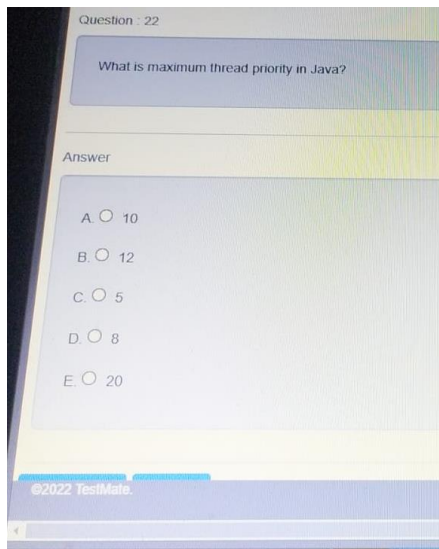 Question : 22
What is maximum thread priority in Java?
Answer
A. 10
B. 12
C. 5
D. 8
E. 20
©2022 TestMate.